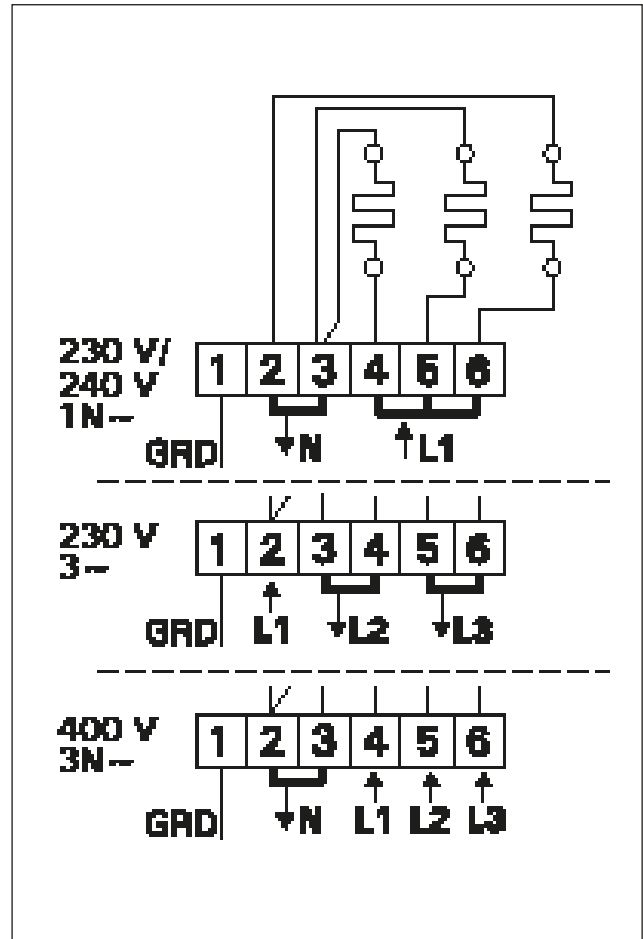 230 V/
240 V
1N~
1 2 3 4 5 6
GRD N L1
230 V
3~
1 2 3 4 5 6
GRD L1 L2 L3
400 V
3N~
1 2 3 4 5 6
GRD N L1 L2 L3